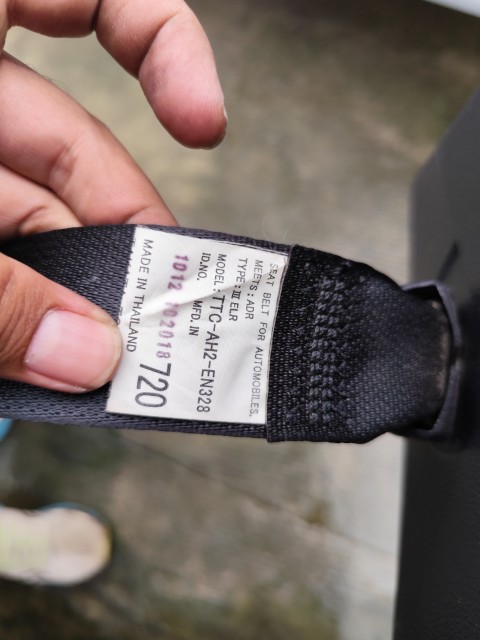 SEAT BELT FOR AUTOMOBILES.
MEETS : ADR
TYPE : III ELR
MODEL : TTC-AH2-EN328
ID.NO. MFD.IN
1012 2018
MADE IN THAILAND 720